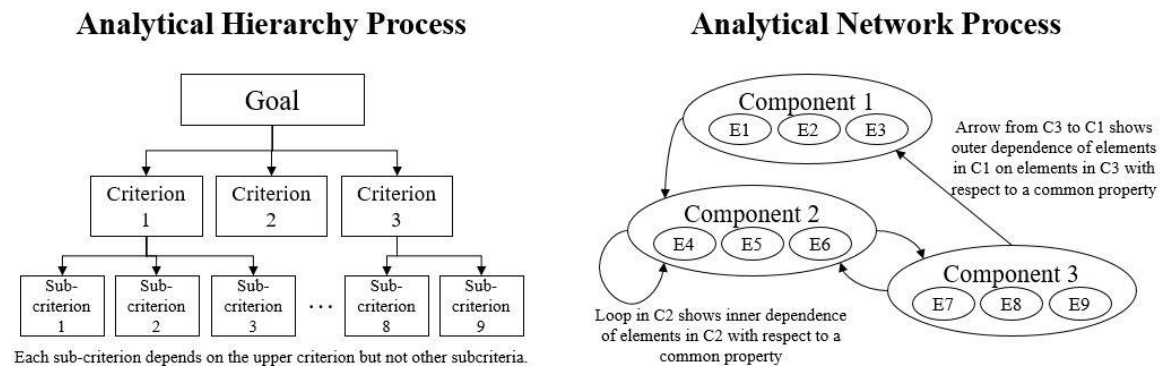 Analytical Hierarchy Process
Goal
Criterion
1
Criterion
2
Criterion
3
Sub-
criterion
1
Sub-
criterion
2
Sub-
criterion
3
...
Sub-
criterion
8
Sub-
criterion
9
Each sub-criterion depends on the upper criterion but not other subcriteria.
Analytical Network Process
Component 1
E1 E2 E3
Arrow from C3 to C1 shows
outer dependence of elements
in C1 on elements in C3 with
respect to a common property
Component 2
E4 E5 E6
Component 3
E7 E8 E9
Loop in C2 shows inner dependence
of elements in C2 with respect to a
common property